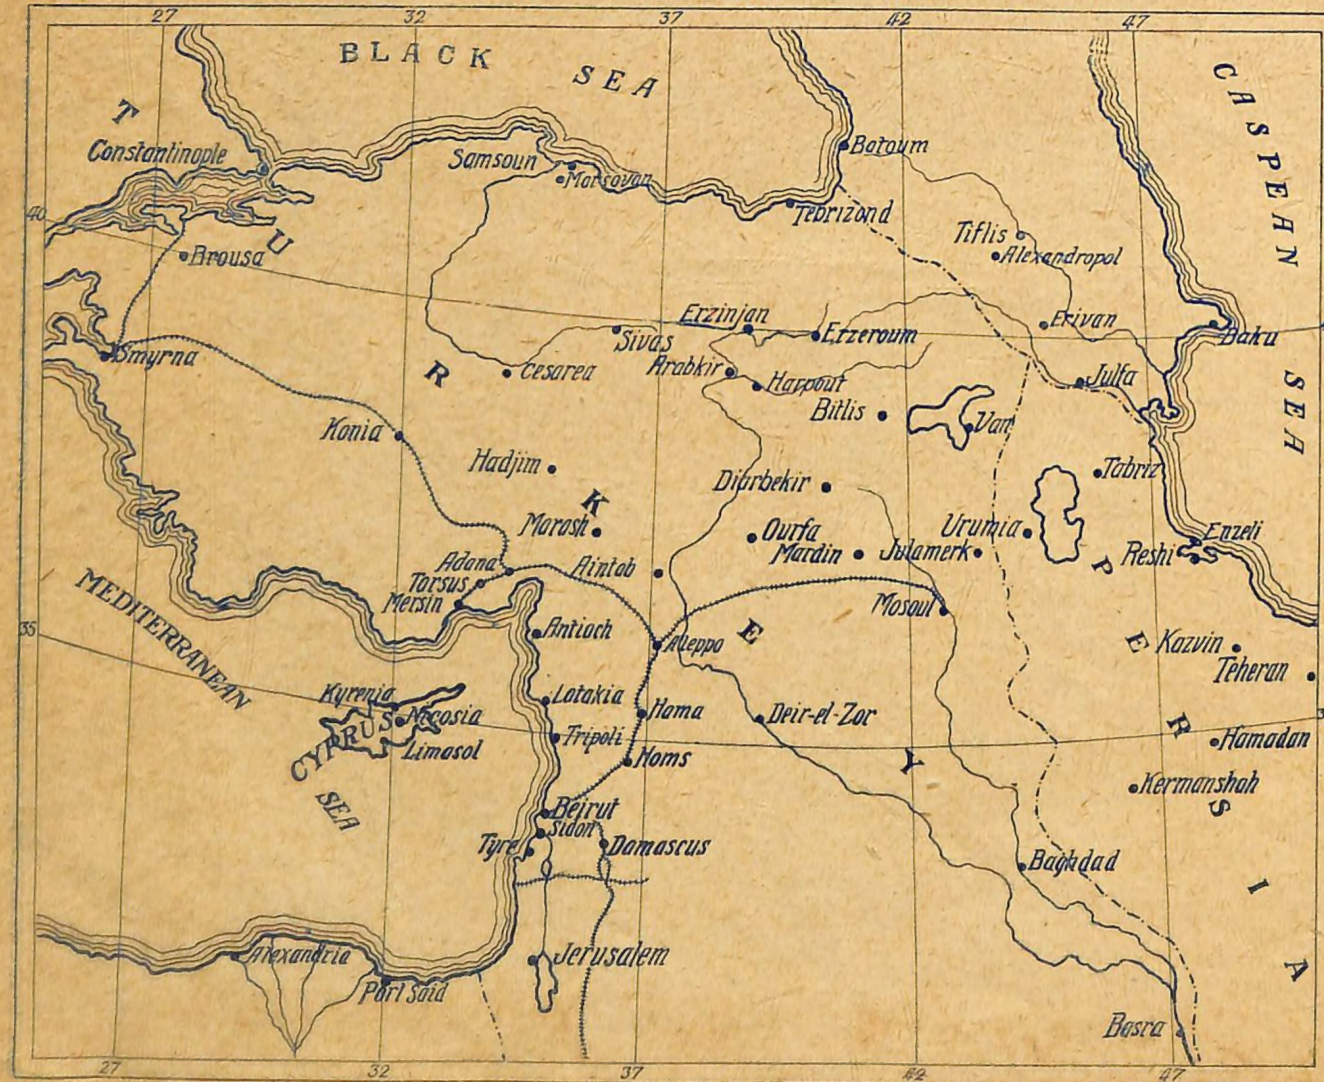 27 32 37 42 47
BLACK SEA
CASPEAN SEA
TURKEY
PERSIA
MEDITERRANEAN SEA
CYPRUS
40
35
Constantinople
Samsoun
Marsovan
Batoum
Tebrizond
Tiflis
Alexandropol
Brousa
Erzinjan
Erzeroum
Erivan
Baku
Sivas
Smyrna
Cesarea
Arabkir
Harpout
Julfa
Bitlis
Van
Konia
Hadjim
Diarbekir
Tabriz
Marash
Ourfa
Mardin
Julamerk
Urumia
Enzeli
Reshi
Adana
Aintab
Tarsus
Mersin
Mosoul
Antioch
Aleppo
Kazvin
Teheran
Kyrenia
Nicosia
Limasol
Latakia
Hama
Deir-el-Zor
Tripoli
Homs
Hamadan
Kermanshah
Beirut
Sidon
Tyre
Damascus
Baghdad
Alexandria
Jerusalem
Port Said
Basra
27 32 37 42 47